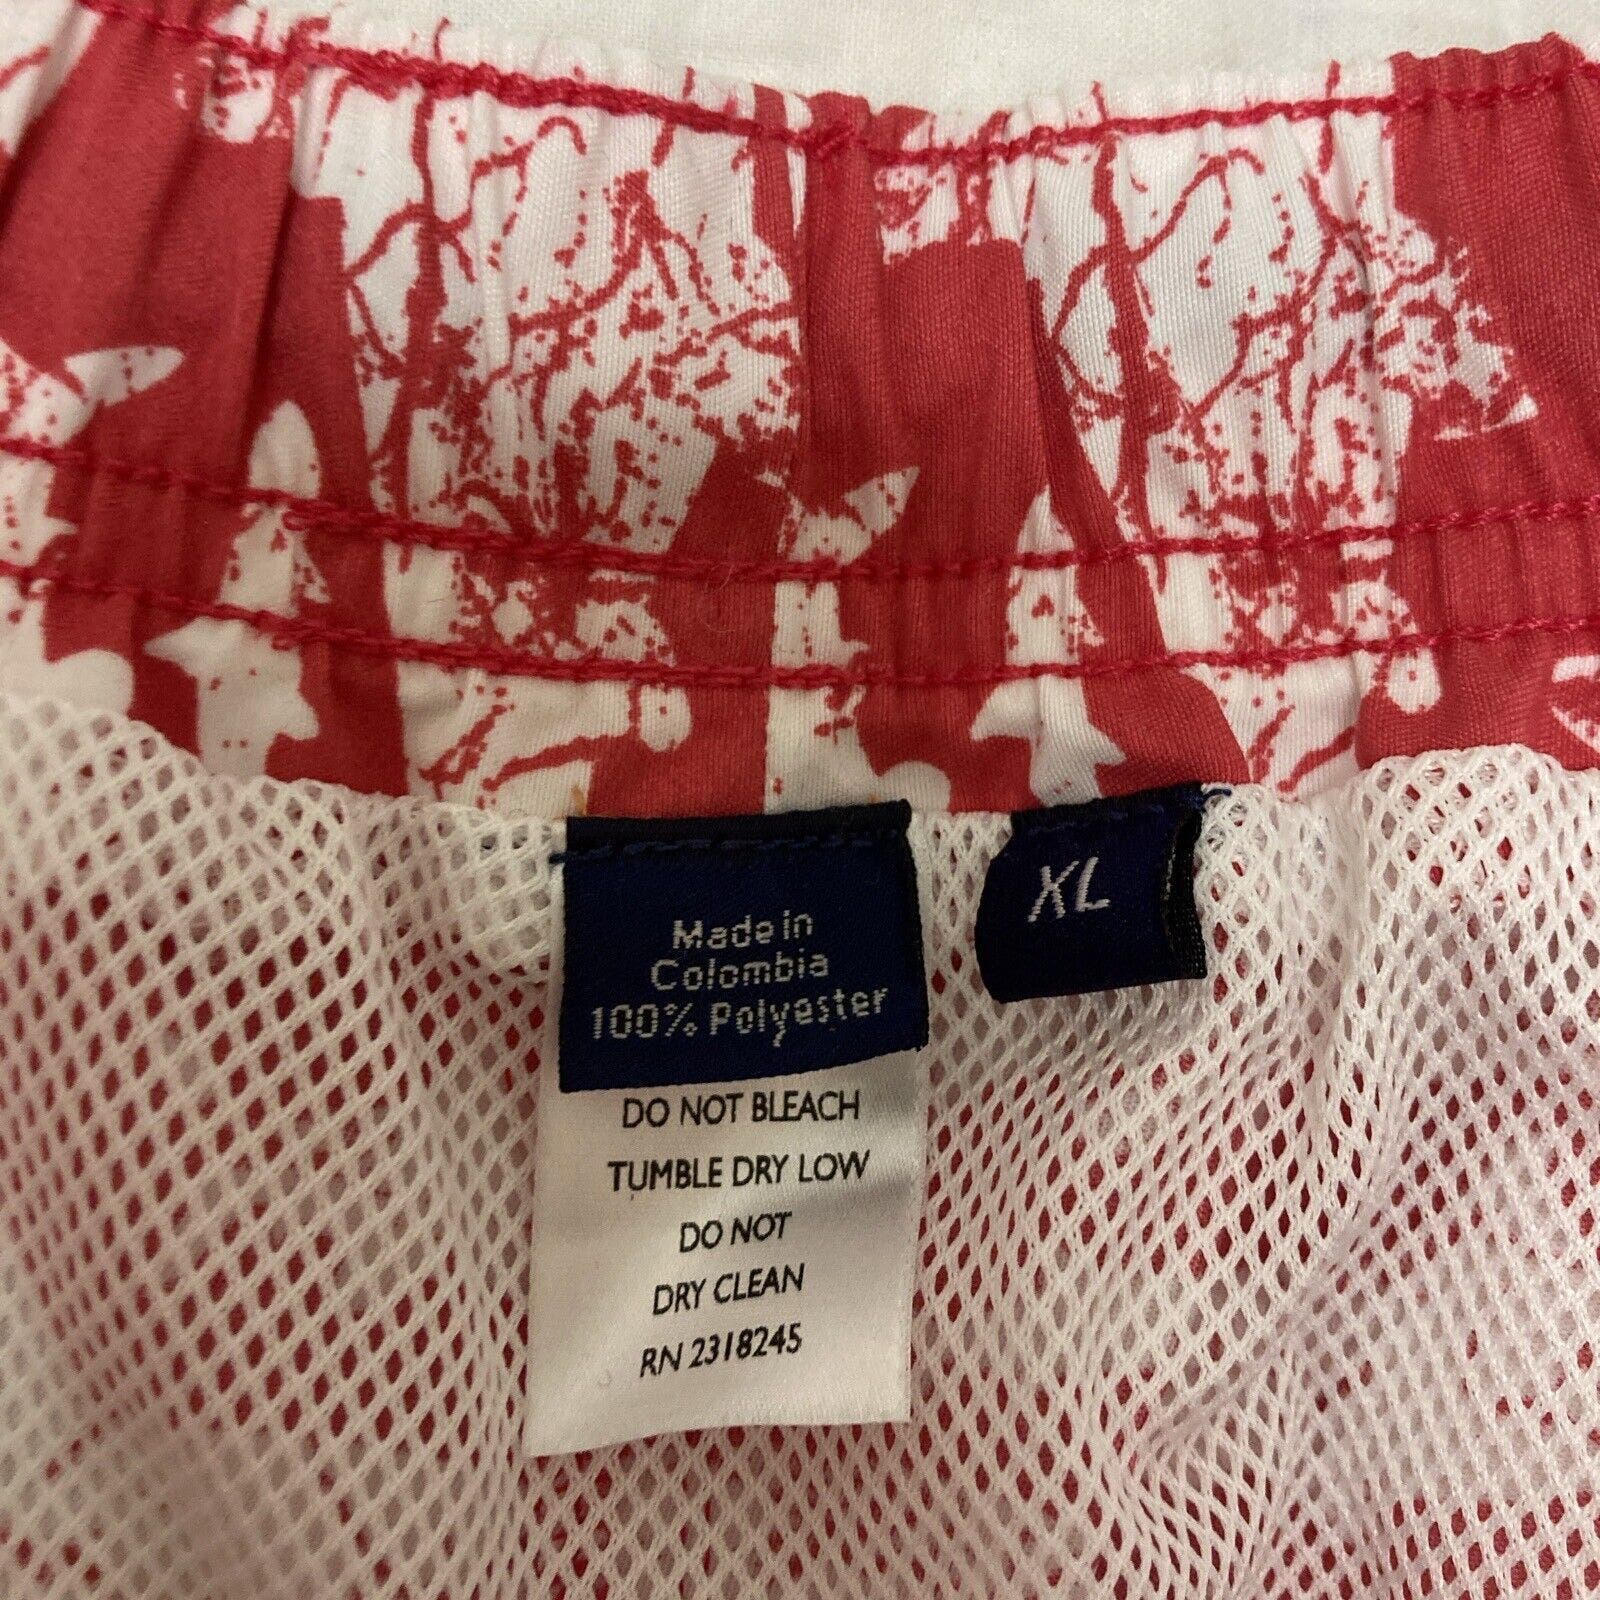 Made in
Colombia
100% Polyester
XL
DO NOT BLEACH
TUMBLE DRY LOW
DO NOT
DRY CLEAN
RN 2318245